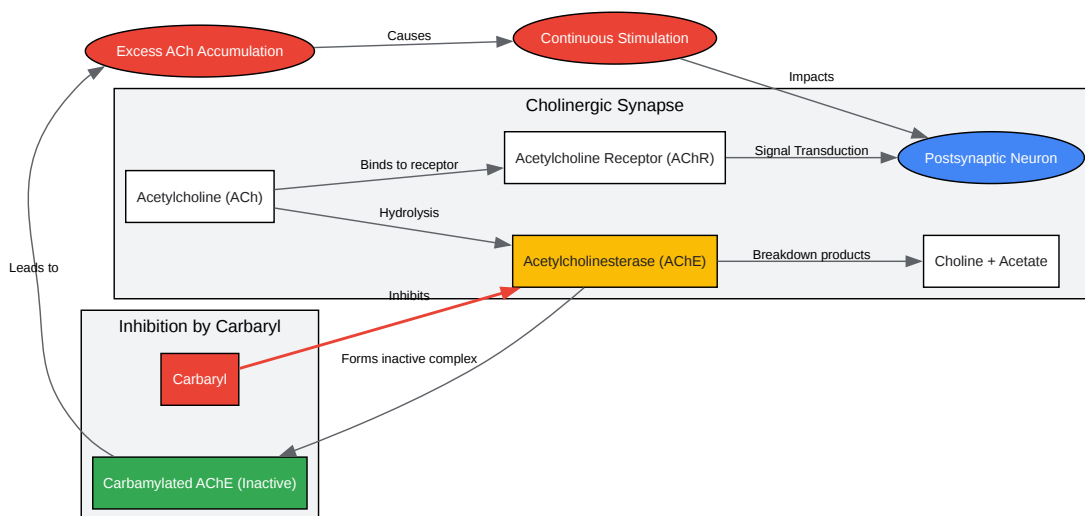 Excess ACh Accumulation
Causes
Continuous Stimulation
Impacts
Cholinergic Synapse
Acetylcholine (ACh)
Binds to receptor
Acetylcholine Receptor (AChR)
Signal Transduction
Postsynaptic Neuron
Hydrolysis
Acetylcholinesterase (AChE)
Breakdown products
Choline + Acetate
Leads to
Inhibits
Inhibition by Carbaryl
Carbaryl
Forms inactive complex
Carbamylated AChE (Inactive)